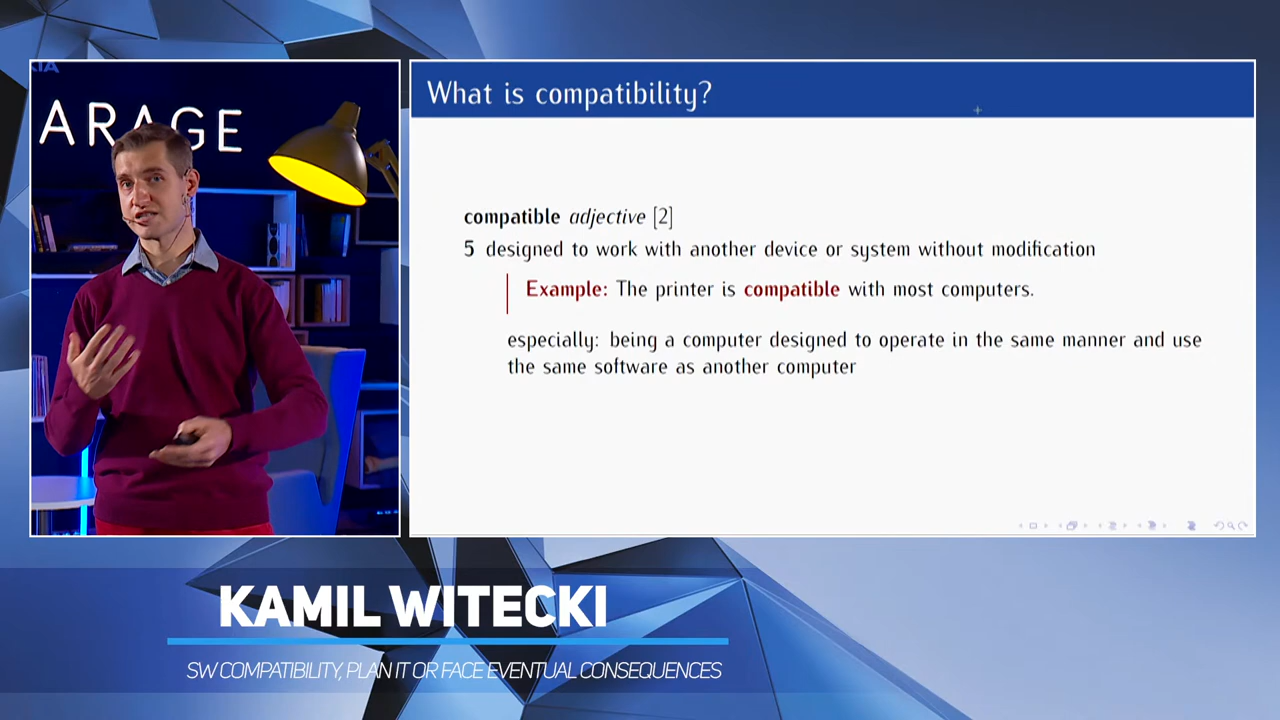 ARAGE
What is compatibility?
compatible adjective [2]
5 designed to work with another device or system without modification
Example: The printer is compatible with most computers.
especially: being a computer designed to operate in the same manner and use
the same software as another computer
KAMIL WITECKI
SW COMPATIBILITY, PLAN IT OR FACE EVENTUAL CONSEQUENCES